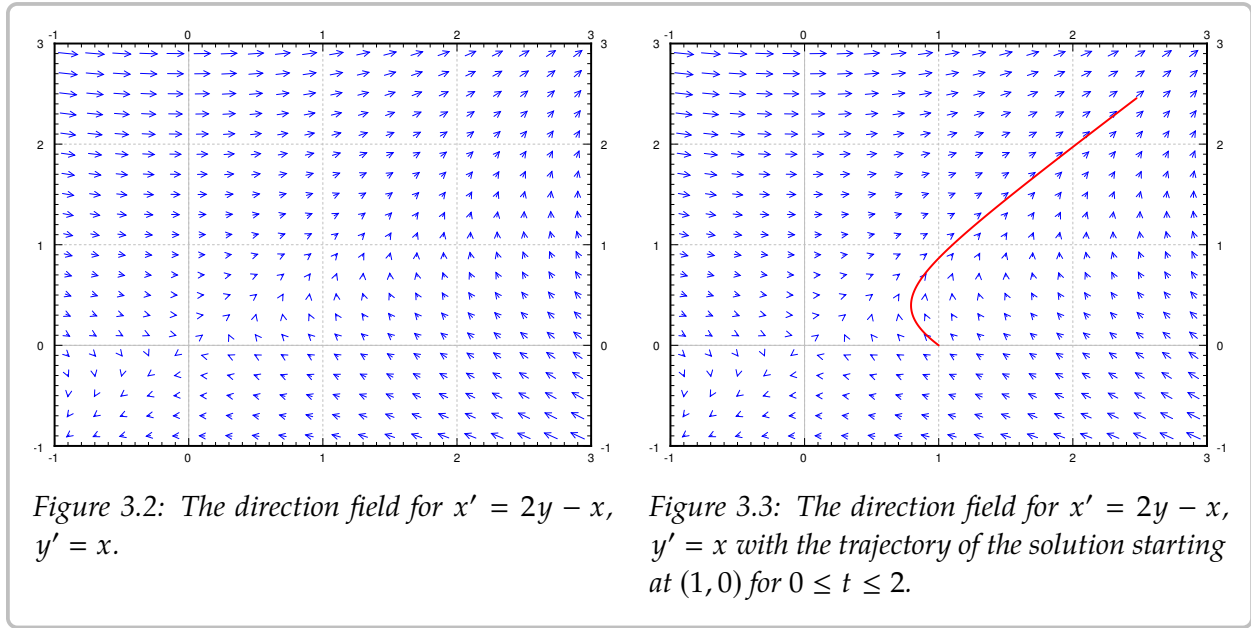 -1 0 1 2 3
3 3
2 2
1 1
0 0
-1 -1
-1 0 1 2 3
-1 0 1 2 3
3 3
2 2
1 1
0 0
-1 -1
-1 0 1 2 3
Figure 3.2: The direction field for x′ = 2y − x,
y′ = x.
Figure 3.3: The direction field for x′ = 2y − x,
y′ = x with the trajectory of the solution starting
at (1, 0) for 0 ≤ t ≤ 2.